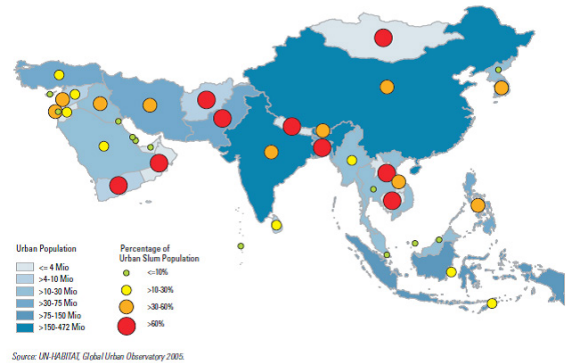 Urban Population
<= 4 Mio
>4-10 Mio
>10-30 Mio
>30-75 Mio
>75-150 Mio
>150-472 Mio
Percentage of
Urban Slum Population
<=10%
>10-30%
>30-60%
>60%
Source: UN-HABITAT, Global Urban Observatory 2005.